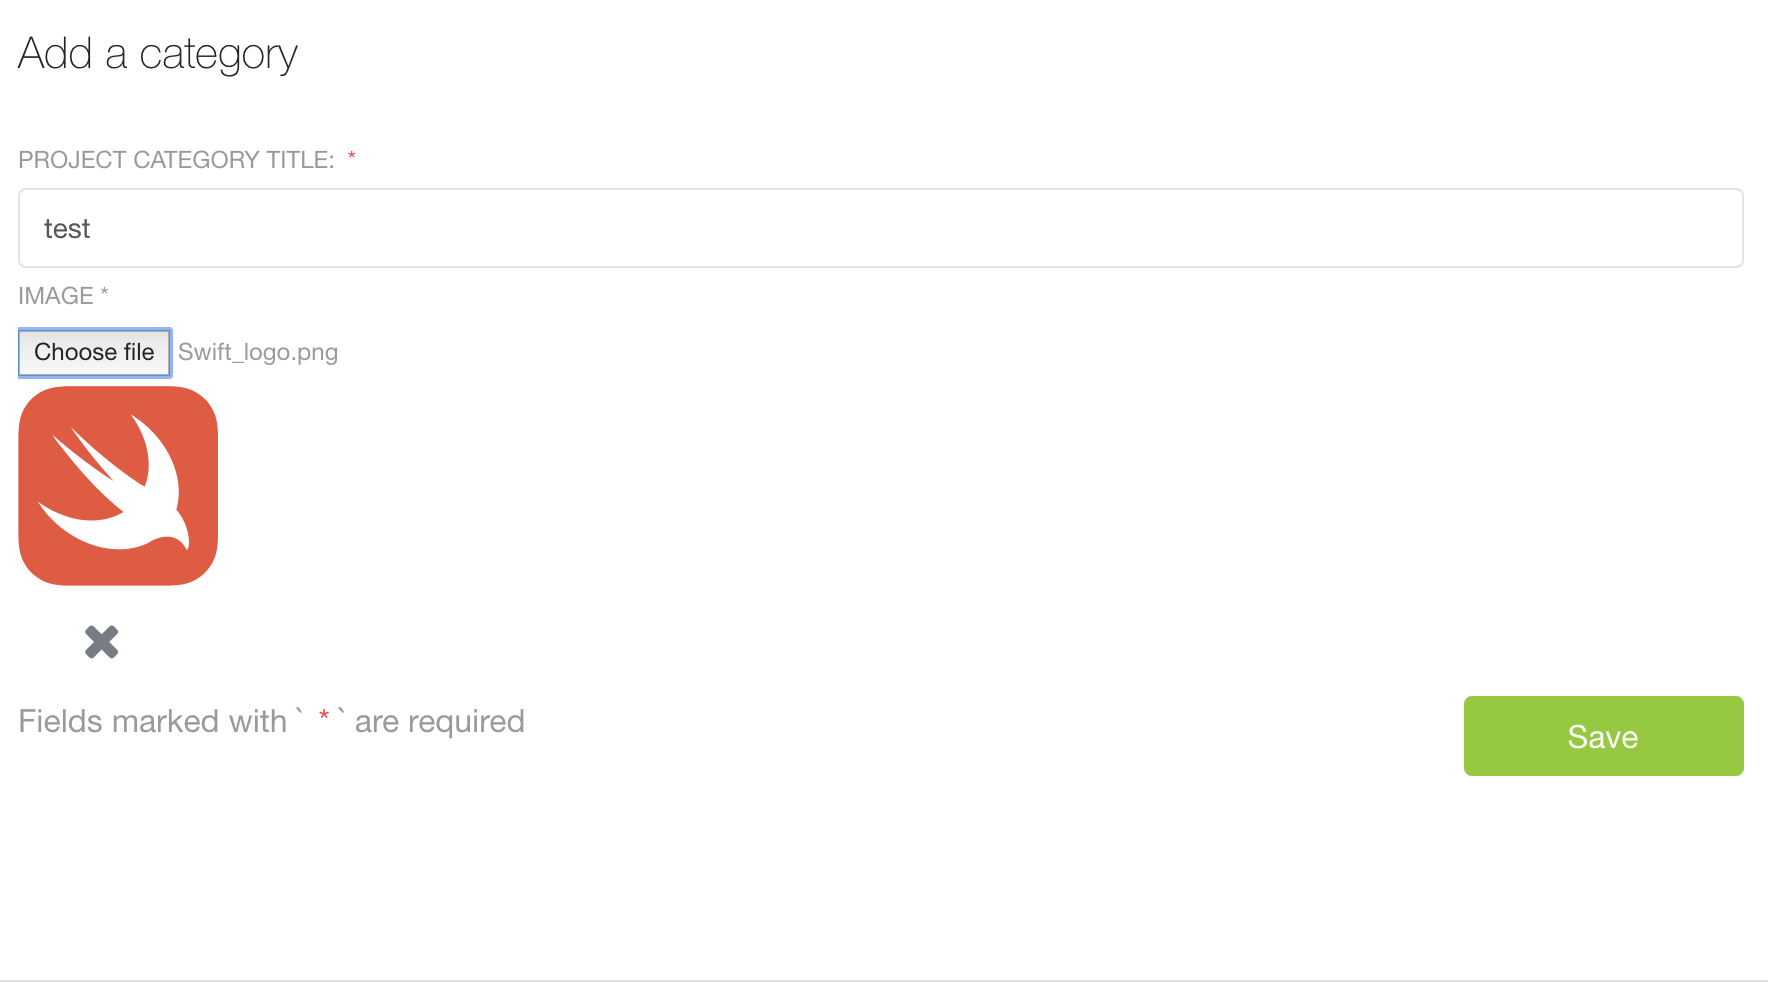 Add a category
PROJECT CATEGORY TITLE: *
test
IMAGE *
Choose file Swift_logo.png
Fields marked with ` * ` are required
Save